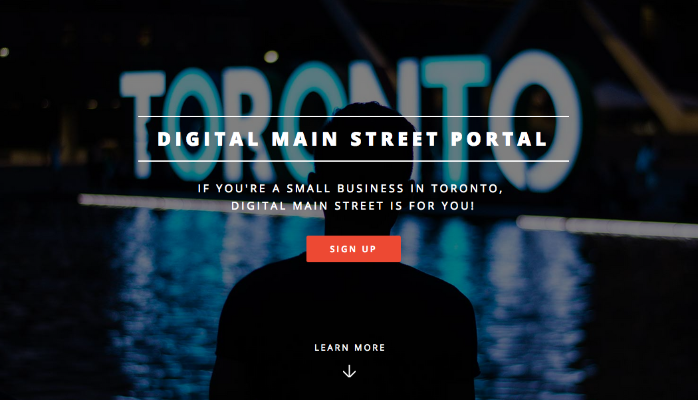 TORONTO
DIGITAL MAIN STREET PORTAL
IF YOU'RE A SMALL BUSINESS IN TORONTO,
DIGITAL MAIN STREET IS FOR YOU!
SIGN UP
LEARN MORE